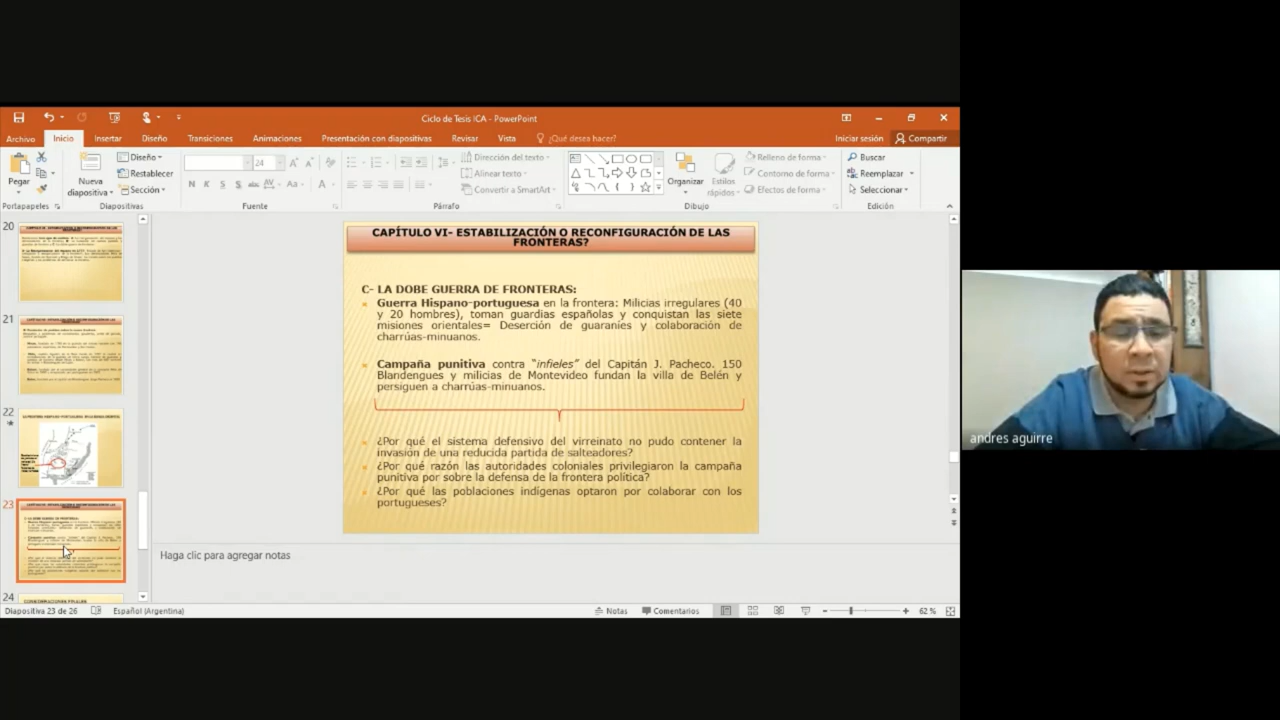 Ciclo de Tesis ICA - PowerPoint
Archivo Inicio Insertar Diseño Transiciones Animaciones Presentación con diapositivas Revisar Vista ¿Qué desea hacer? Iniciar sesión Compartir
Pegar
Nueva diapositiva
Diseño
Restablecer
Sección
24
N K S S abc AV Aa A
Dirección del texto
Alinear texto
Convertir a SmartArt
Organizar
Estilos rápidos
Relleno de forma
Contorno de forma
Efectos de forma
Buscar
Reemplazar
Seleccionar
Portapapeles Diapositivas Fuente Párrafo Dibujo Edición
20
21
22
23
24
CAPÍTULO VI- ESTABILIZACIÓN O RECONFIGURACIÓN DE LAS
FRONTERAS?
C- LA DOBE GUERRA DE FRONTERAS:
Guerra Hispano-portuguesa en la frontera: Milicias irregulares (40
y 20 hombres), toman guardias españolas y conquistan las siete
misiones orientales= Deserción de guaraníes y colaboración de
charrúas-minuanos.
Campaña punitiva contra "infieles" del Capitán J. Pacheco. 150
Blandengues y milicias de Montevideo fundan la villa de Belén y
persiguen a charrúas-minuanos.
¿Por qué el sistema defensivo del virreinato no pudo contener la
invasión de una reducida partida de salteadores?
¿Por qué razón las autoridades coloniales privilegiaron la campaña
punitiva por sobre la defensa de la frontera política?
¿Por qué las poblaciones indígenas optaron por colaborar con los
portugueses?
Haga clic para agregar notas
Diapositiva 23 de 26 Español (Argentina) Notas Comentarios 62 %
andres aguirre